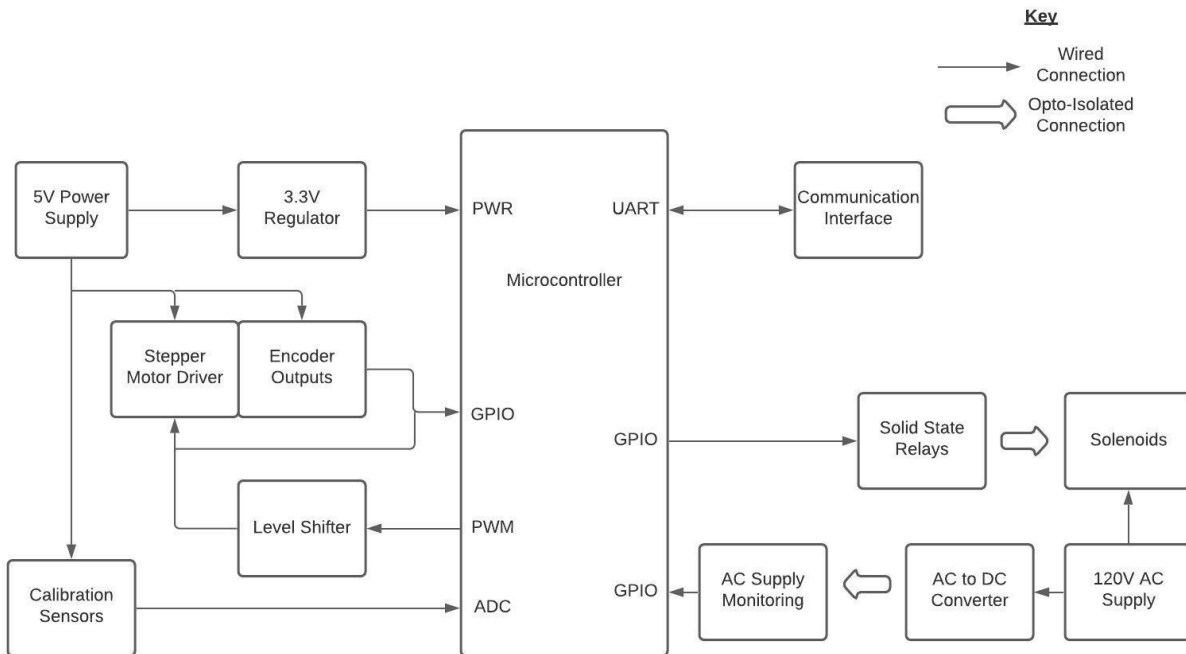 Key
Wired
Connection
Opto-Isolated
Connection
5V Power
Supply
3.3V
Regulator
PWR
UART
Communication
Interface
Microcontroller
Stepper
Motor Driver
Encoder
Outputs
GPIO
GPIO
Solid State
Relays
Solenoids
Level Shifter
PWM
Calibration
Sensors
ADC
GPIO
AC Supply
Monitoring
AC to DC
Converter
120V AC
Supply